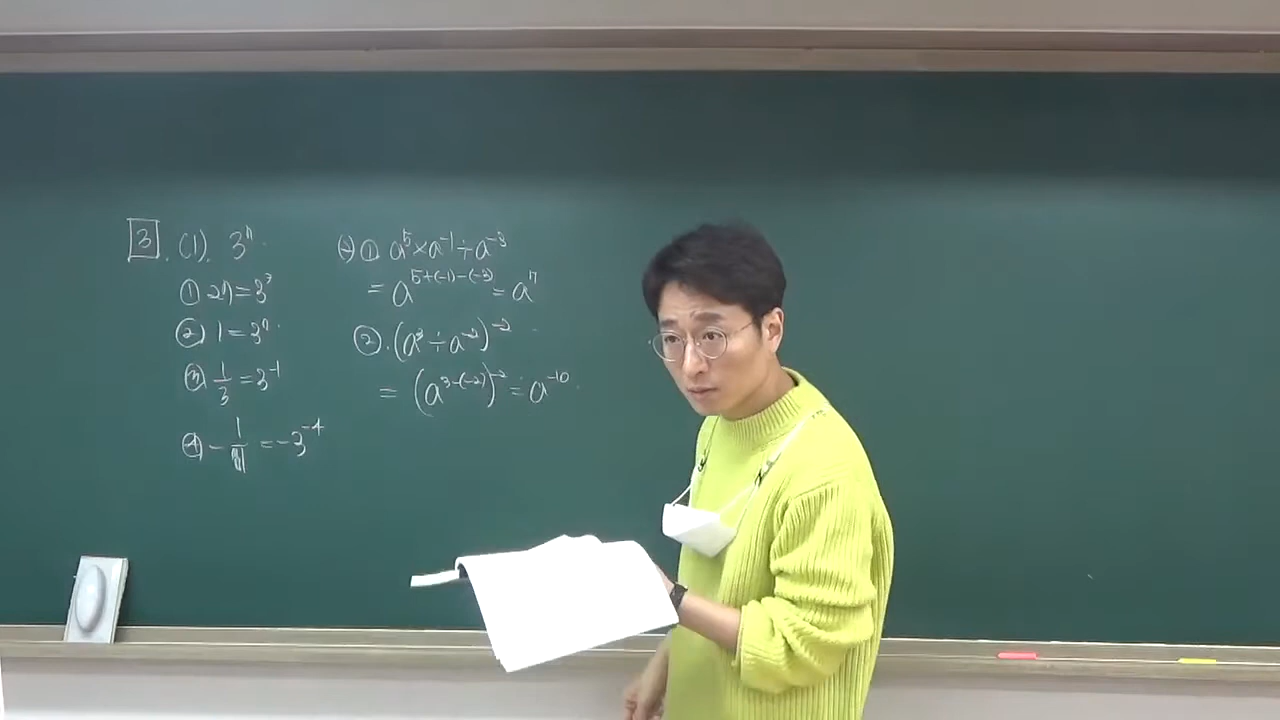 3. (1). 3ⁿ.
① 27=3³
② 1=3⁰.
③ 1/3=3⁻¹
④ -1/81=-3⁻⁴
(2) ① a⁵×a⁻¹÷a⁻³
=a⁵⁺⁽⁻¹⁾⁻⁽⁻³⁾=a⁷
②.(a³÷a⁻²)⁻²
=(a³⁻⁽⁻²⁾)⁻²=a⁻¹⁰.